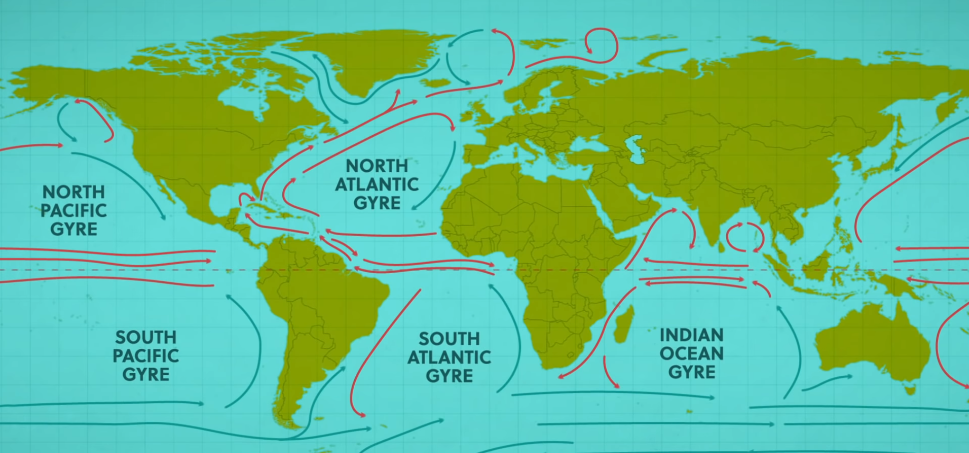 NORTH
PACIFIC
GYRE
NORTH
ATLANTIC
GYRE
SOUTH
PACIFIC
GYRE
SOUTH
ATLANTIC
GYRE
INDIAN
OCEAN
GYRE